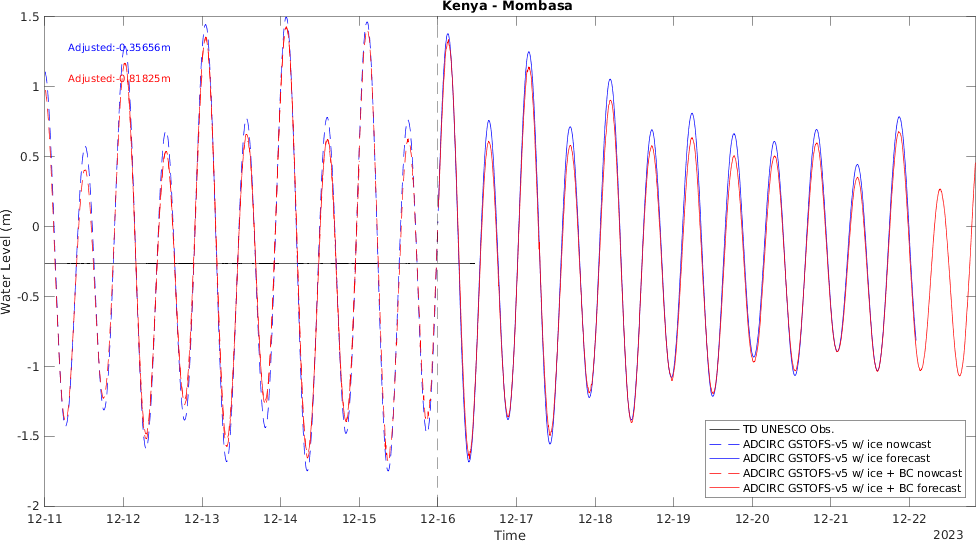 Kenya - Mombasa
Adjusted:-0.35656m
Adjusted:-0.81825m
Water Level (m)
1.5
1
0.5
0
-0.5
-1
-1.5
-2
TD UNESCO Obs.
ADCIRC GSTOFS-v5 w/ ice nowcast
ADCIRC GSTOFS-v5 w/ ice forecast
ADCIRC GSTOFS-v5 w/ ice + BC nowcast
ADCIRC GSTOFS-v5 w/ ice + BC forecast
12-11 12-12 12-13 12-14 12-15 12-16 12-17 12-18 12-19 12-20 12-21 12-22
Time
2023